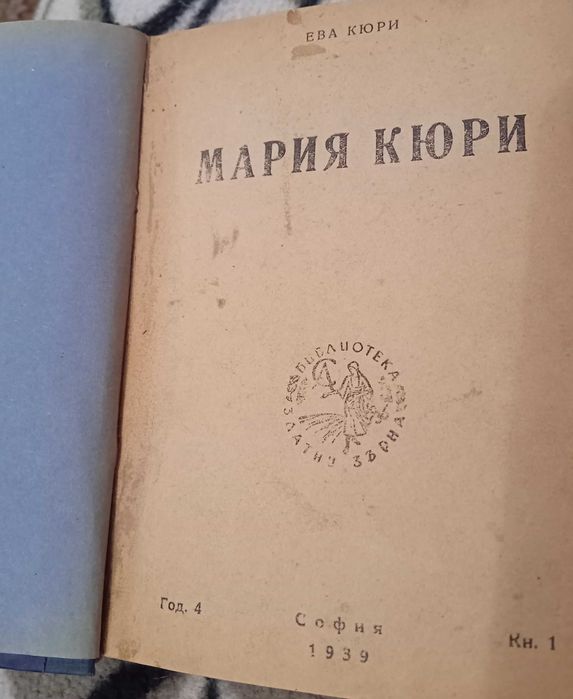 ЕВА КЮРИ
МАРИЯ КЮРИ
БИБЛИОТЕКА
ЗЛАТНИ ЗЪРНА
Год. 4
София
1939
Кн. 1